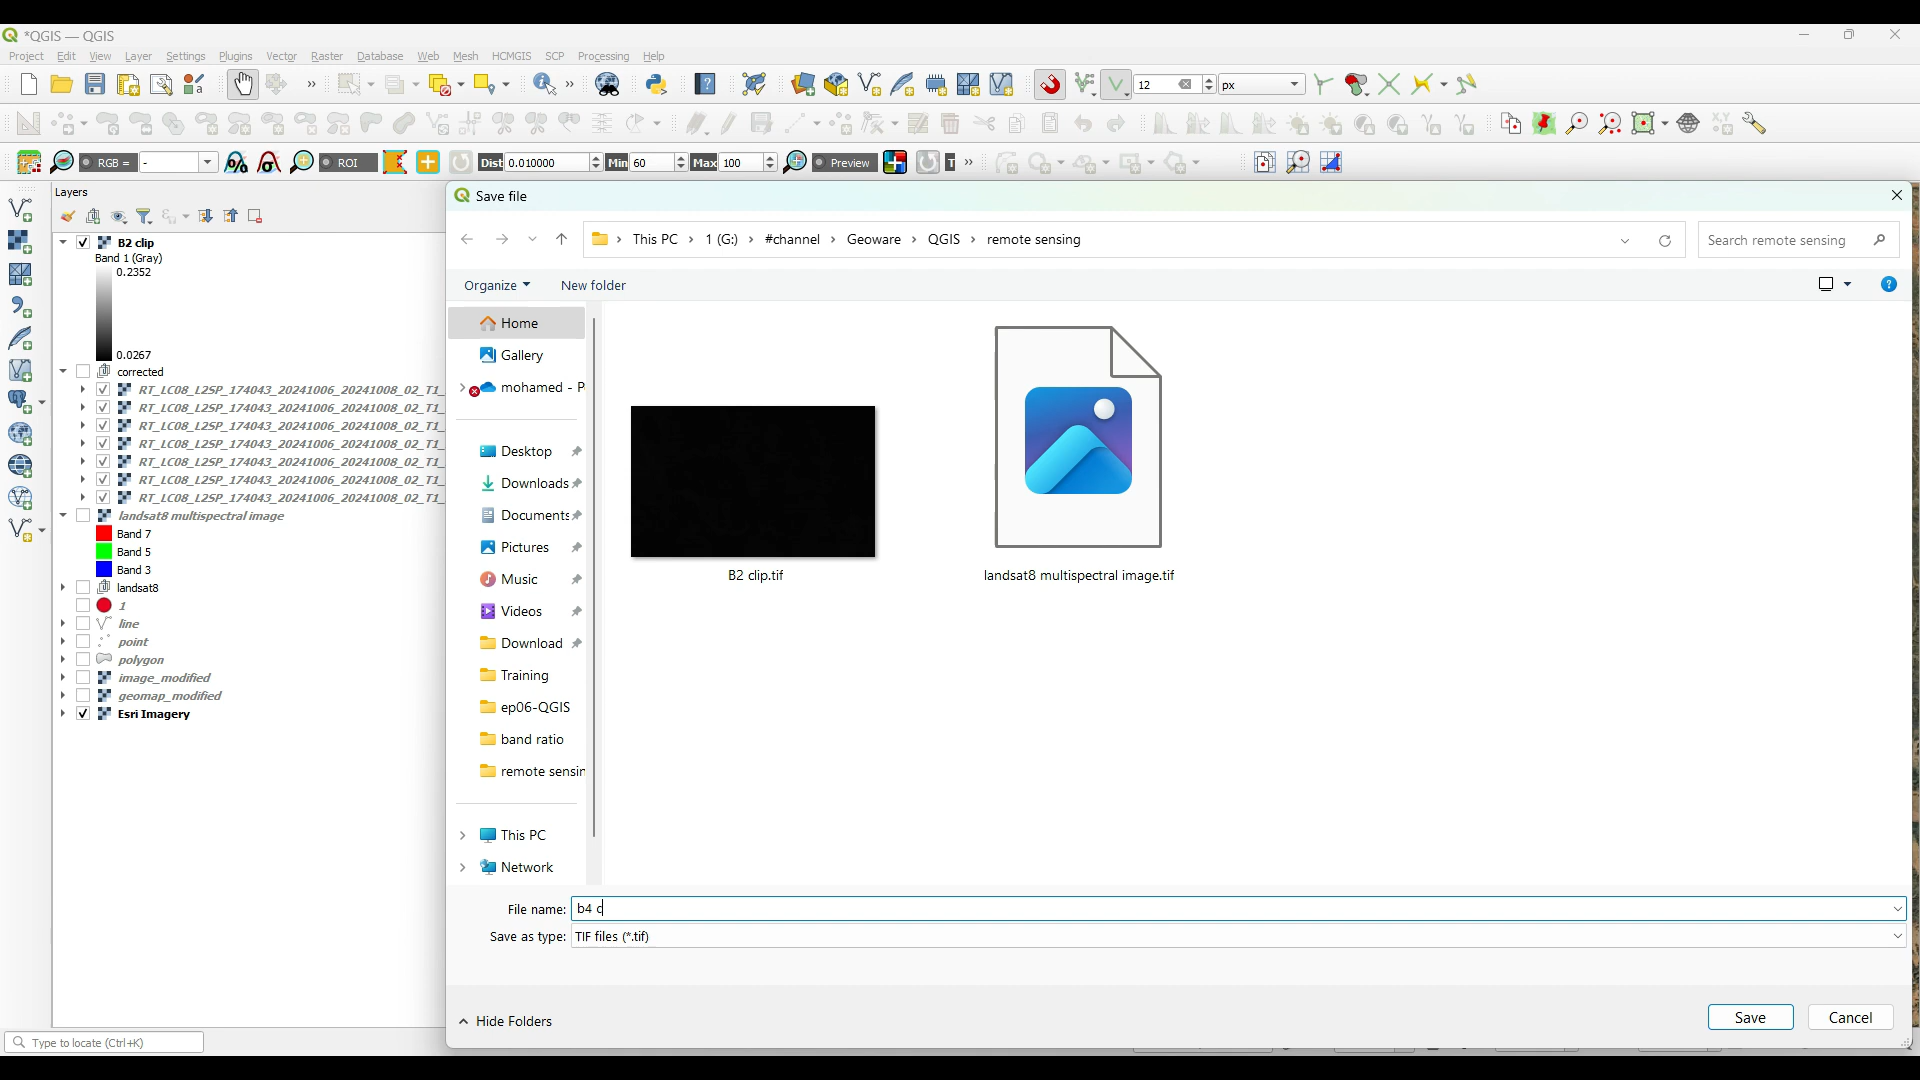 *QGIS — QGIS
Project Edit View Layer Settings Plugins Vector Raster Database Web Mesh HCMGIS SCP Processing Help
» » 12 px
RGB = - ROI Dist 0.010000 Min 60 Max 100 Preview T »
Layers
B2 clip
Band 1 (Gray)
0.2352
0.0267
corrected
RT_LC08_L2SP_174043_20241006_20241008_02_T1_
RT_LC08_L2SP_174043_20241006_20241008_02_T1_
RT_LC08_L2SP_174043_20241006_20241008_02_T1_
RT_LC08_L2SP_174043_20241006_20241008_02_T1_
RT_LC08_L2SP_174043_20241006_20241008_02_T1_
RT_LC08_L2SP_174043_20241006_20241008_02_T1_
RT_LC08_L2SP_174043_20241006_20241008_02_T1_
landsat8 multispectral image
Band 7
Band 5
Band 3
landsat8
1
line
point
polygon
image_modified
geomap_modified
Esri Imagery
Type to locate (Ctrl+K)
Save file
This PC > 1 (G:) > #channel > Geoware > QGIS > remote sensing
Search remote sensing
Organize New folder
Home
Gallery
mohamed - P
Desktop
Downloads
Documents
Pictures
Music
Videos
Download
Training
ep06-QGIS
band ratio
remote sensin
This PC
Network
B2 clip.tif
landsat8 multispectral image.tif
File name: b4 c
Save as type: TIF files (*.tif)
Hide Folders
Save Cancel